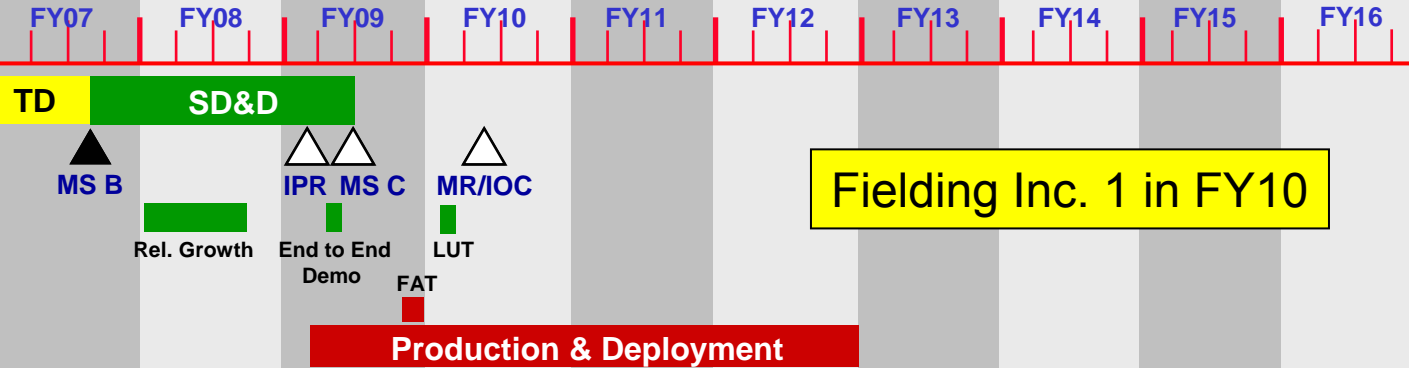 FY07 FY08 FY09 FY10 FY11 FY12 FY13 FY14 FY15 FY16
TD SD&D
MS B IPR MS C MR/IOC
Fielding Inc. 1 in FY10
Rel. Growth End to End LUT
Demo
FAT
Production & Deployment